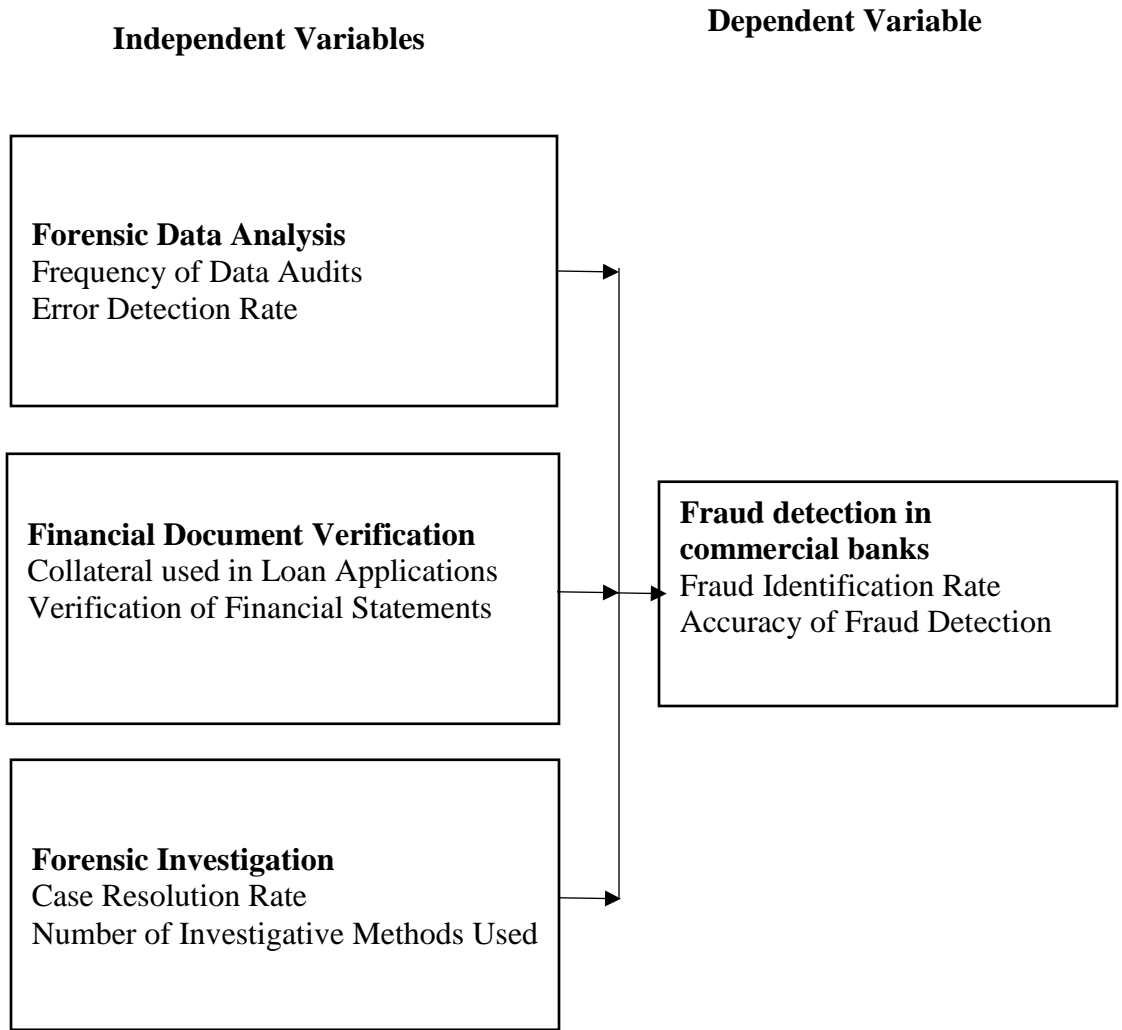 Independent Variables
Dependent Variable
Forensic Data Analysis
Frequency of Data Audits
Error Detection Rate
Financial Document Verification
Collateral used in Loan Applications
Verification of Financial Statements
Forensic Investigation
Case Resolution Rate
Number of Investigative Methods Used
Fraud detection in
commercial banks
Fraud Identification Rate
Accuracy of Fraud Detection